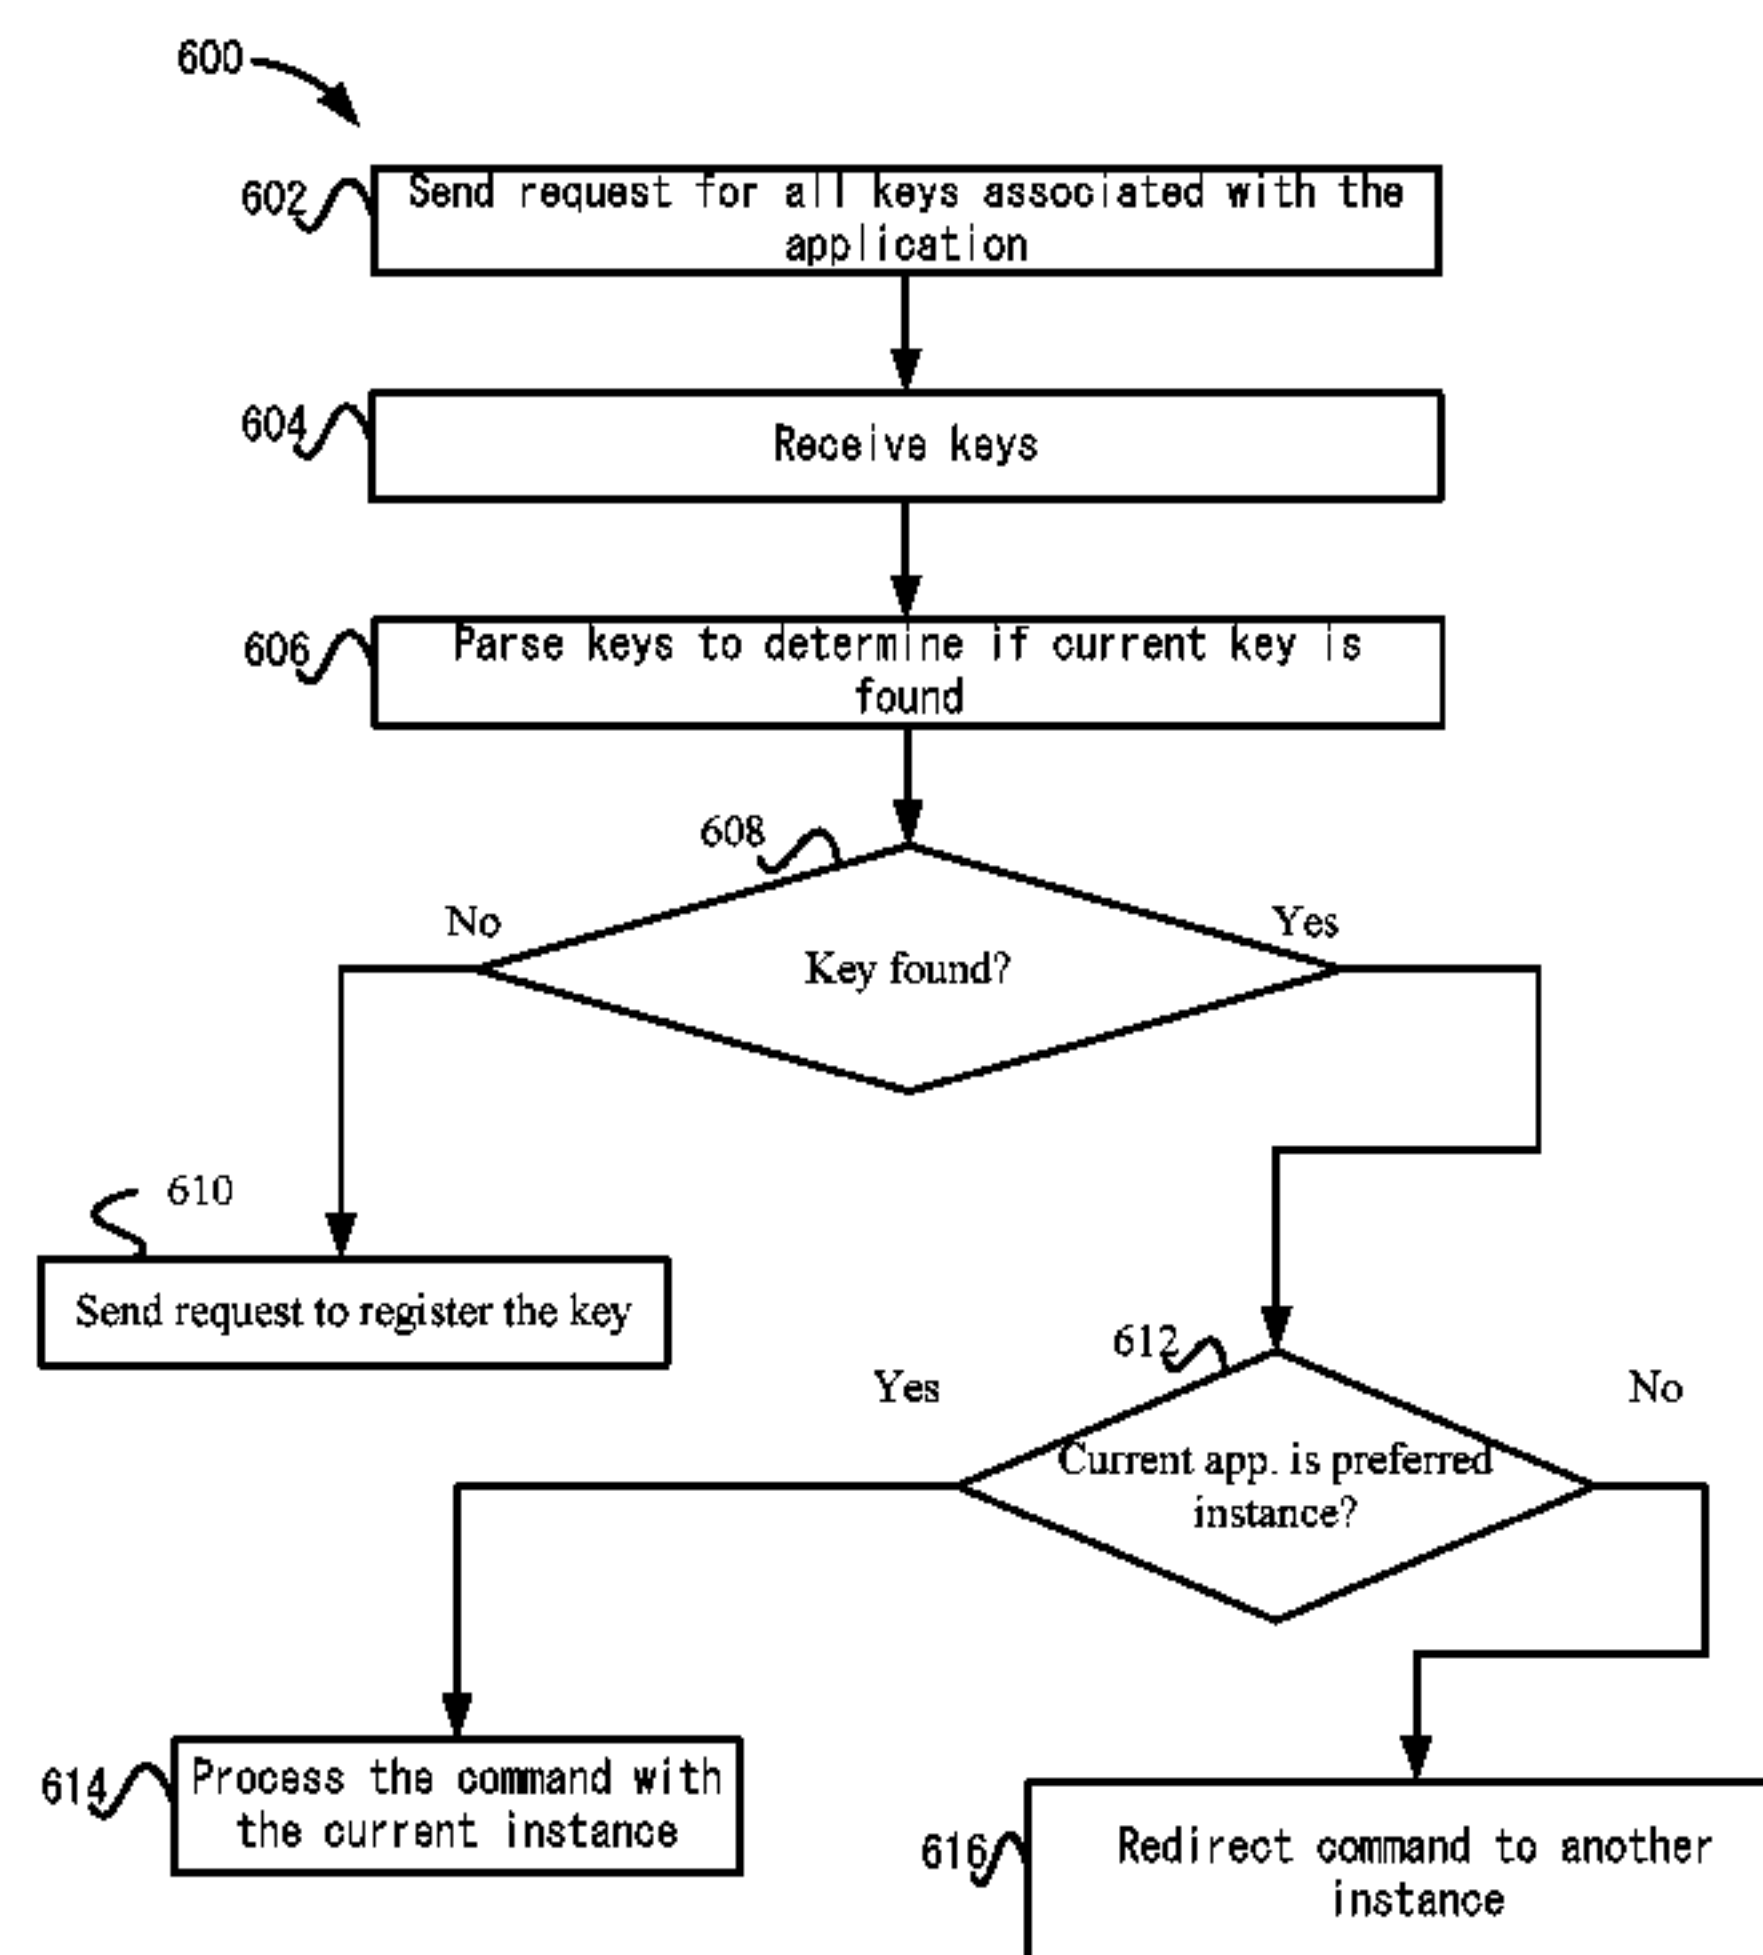 600
602
Send request for all keys associated with the
application
604
Receive keys
606
Parse keys to determine if current key is
found
608
No
Yes
Key found?
610
Send request to register the key
612
Yes
No
Current app. is preferred
instance?
614
Process the command with
the current instance
616
Redirect command to another
instance